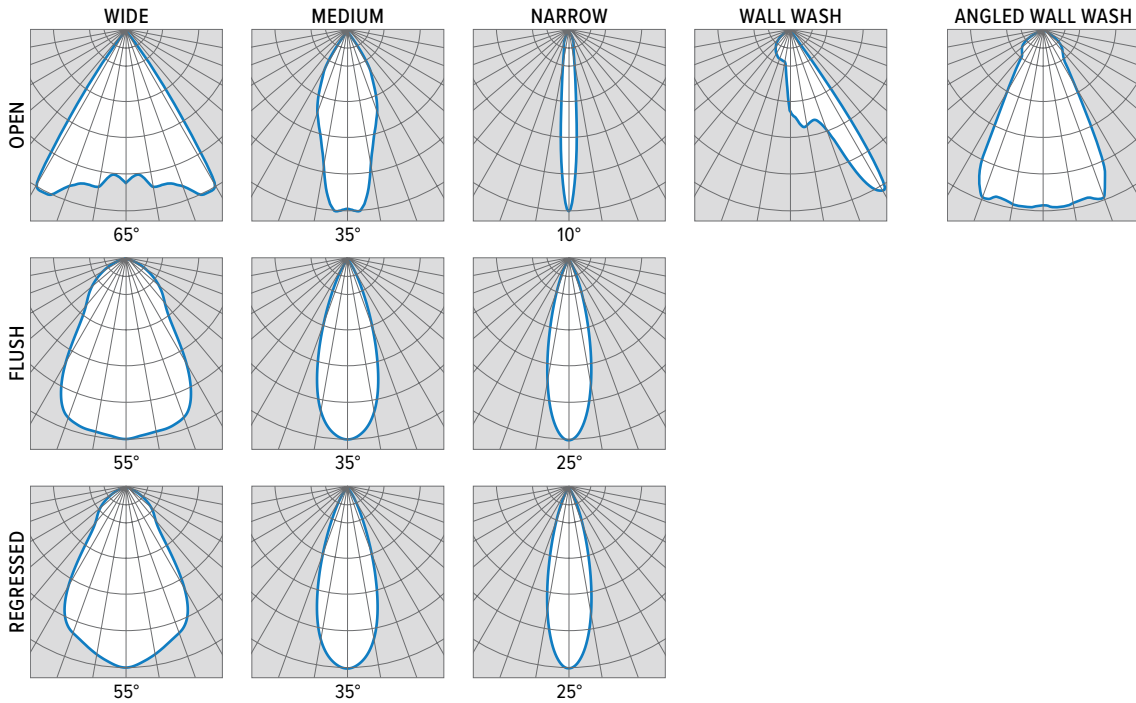 WIDE MEDIUM NARROW WALL WASH ANGLED WALL WASH
OPEN
65° 35° 10°
FLUSH
55° 35° 25°
REGRESSED
55° 35° 25°